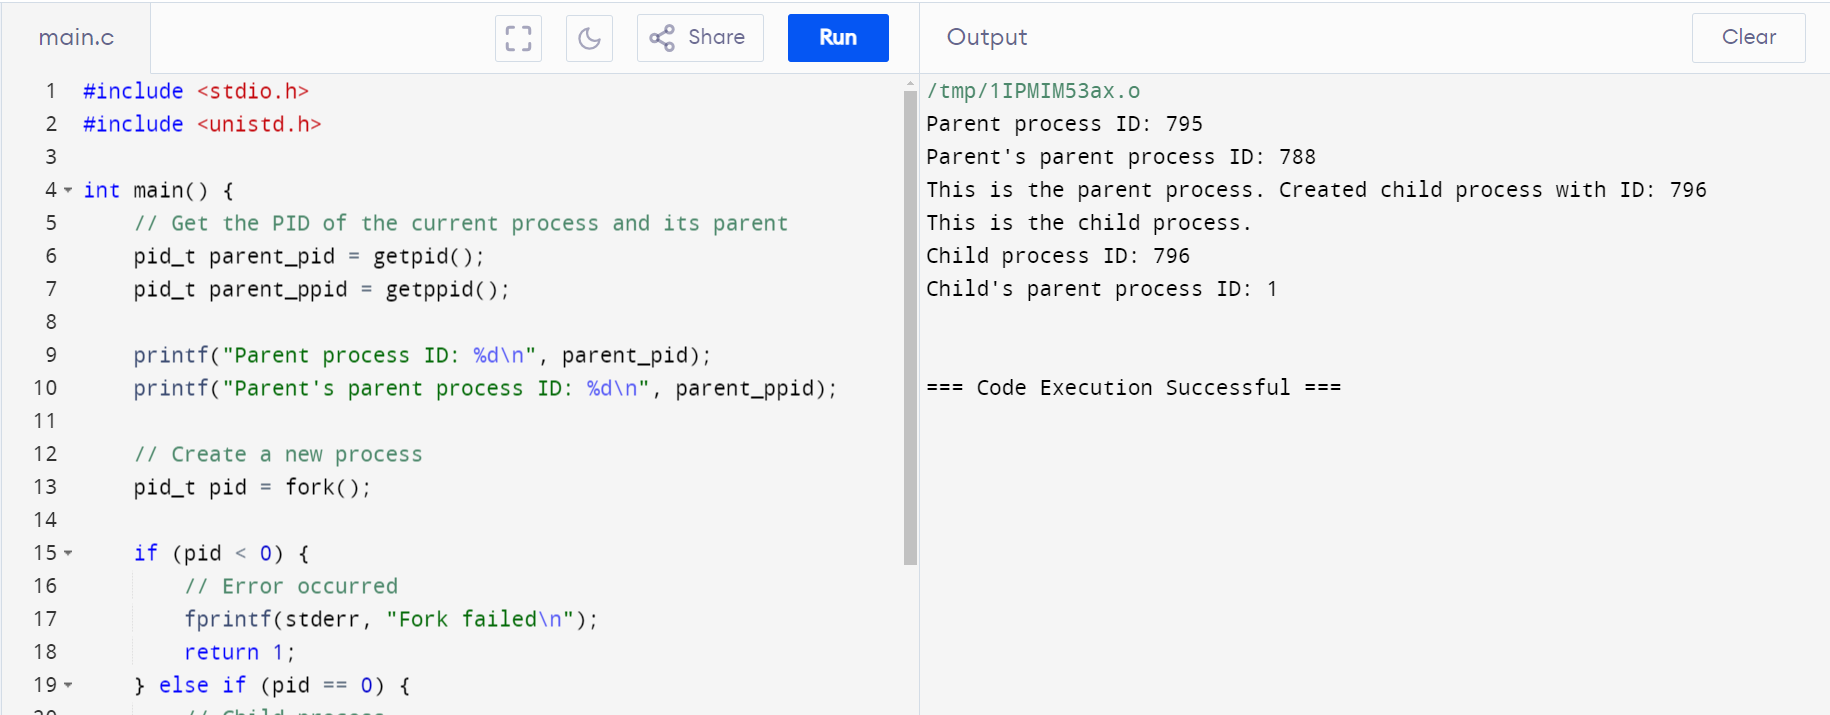 main.c
Share
Run
Output
Clear
1 #include <stdio.h>
2 #include <unistd.h>
3
4 int main() {
5 // Get the PID of the current process and its parent
6 pid_t parent_pid = getpid();
7 pid_t parent_ppid = getppid();
8
9 printf("Parent process ID: %d\n", parent_pid);
10 printf("Parent's parent process ID: %d\n", parent_ppid);
11
12 // Create a new process
13 pid_t pid = fork();
14
15 if (pid < 0) {
16 // Error occurred
17 fprintf(stderr, "Fork failed\n");
18 return 1;
19 } else if (pid == 0) {
20 // Child process
/tmp/1IPMIM53ax.o
Parent process ID: 795
Parent's parent process ID: 788
This is the parent process. Created child process with ID: 796
This is the child process.
Child process ID: 796
Child's parent process ID: 1
=== Code Execution Successful ===